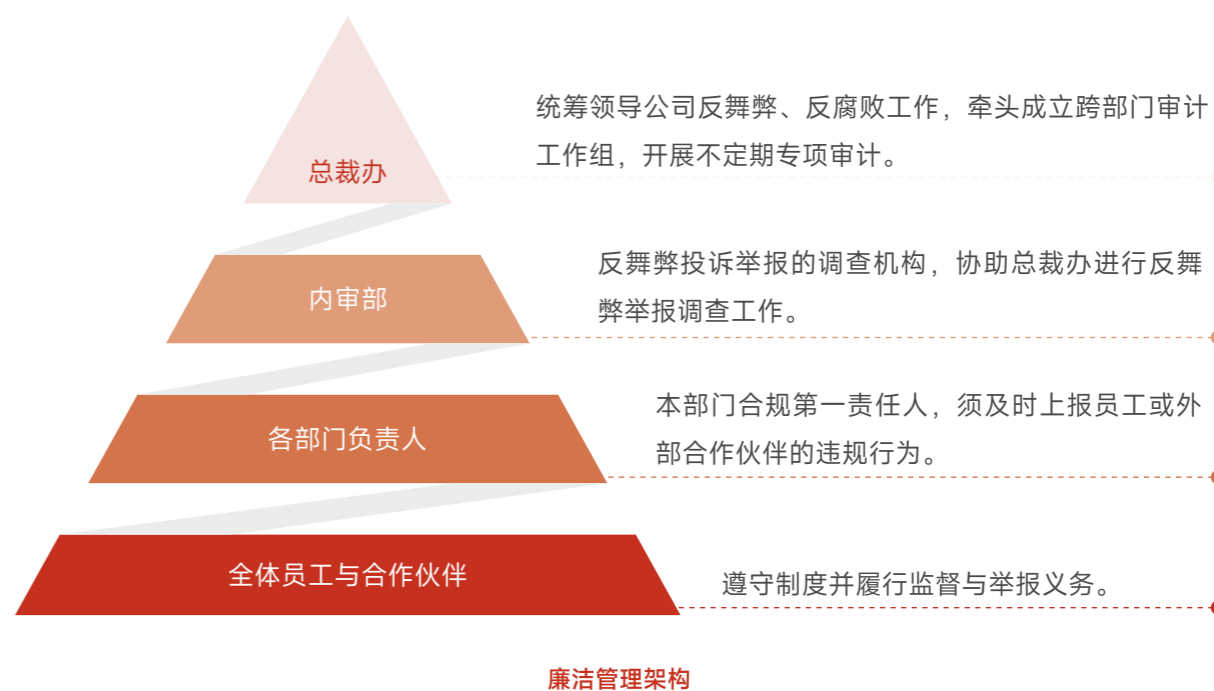 统筹领导公司反舞弊、反腐败工作，牵头成立跨部门审计
工作组，开展不定期专项审计。
总裁办
反舞弊投诉举报的调查机构，协助总裁办进行反舞
弊举报调查工作。
内审部
本部门合规第一责任人，须及时上报员工或外
部合作伙伴的违规行为。
各部门负责人
全体员工与合作伙伴
遵守制度并履行监督与举报义务。
廉洁管理架构